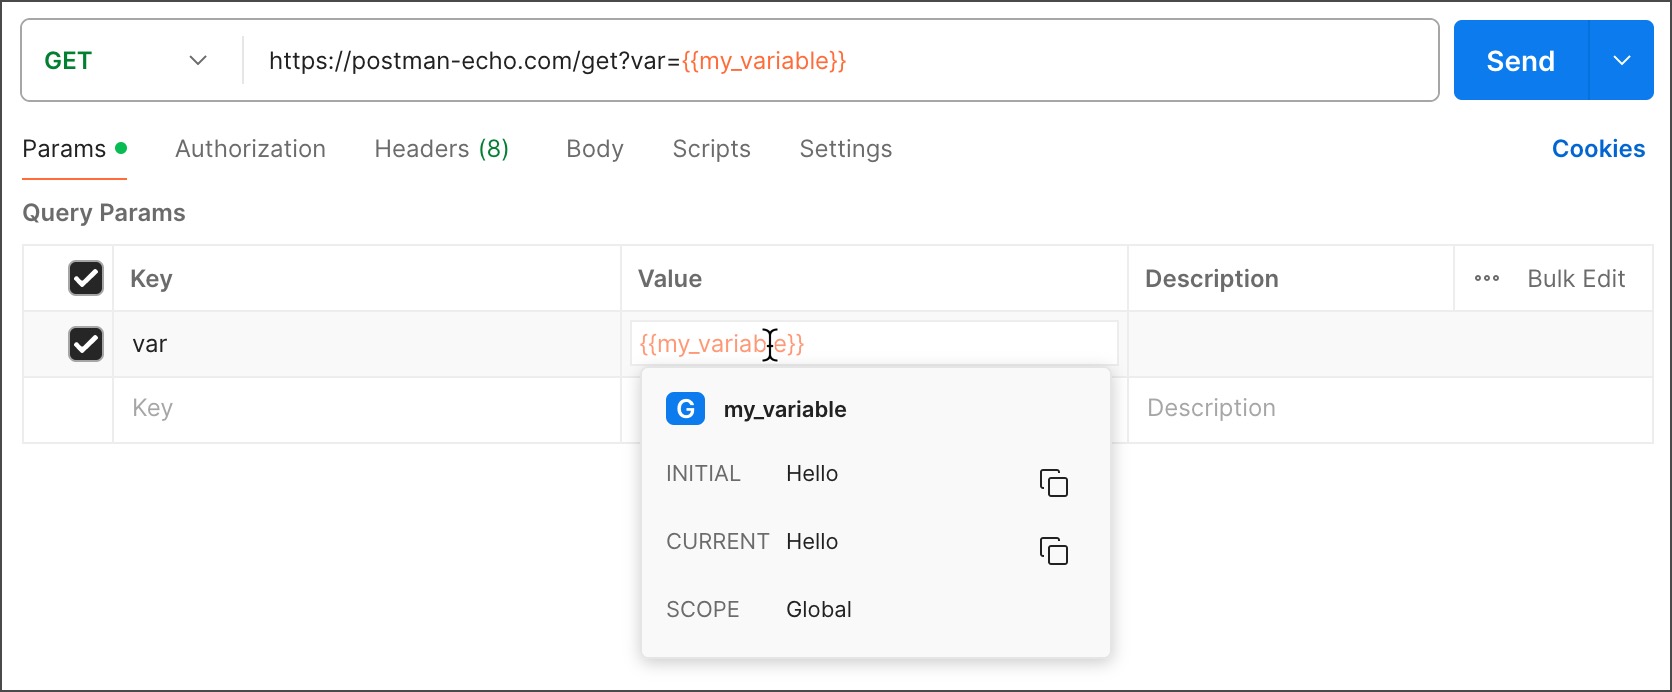 GET https://postman-echo.com/get?var={{my_variable}} Send
Params Authorization Headers (8) Body Scripts Settings Cookies
Query Params
Key Value Description Bulk Edit
var {{my_variable}}
Key Description
G my_variable
INITIAL Hello
CURRENT Hello
SCOPE Global